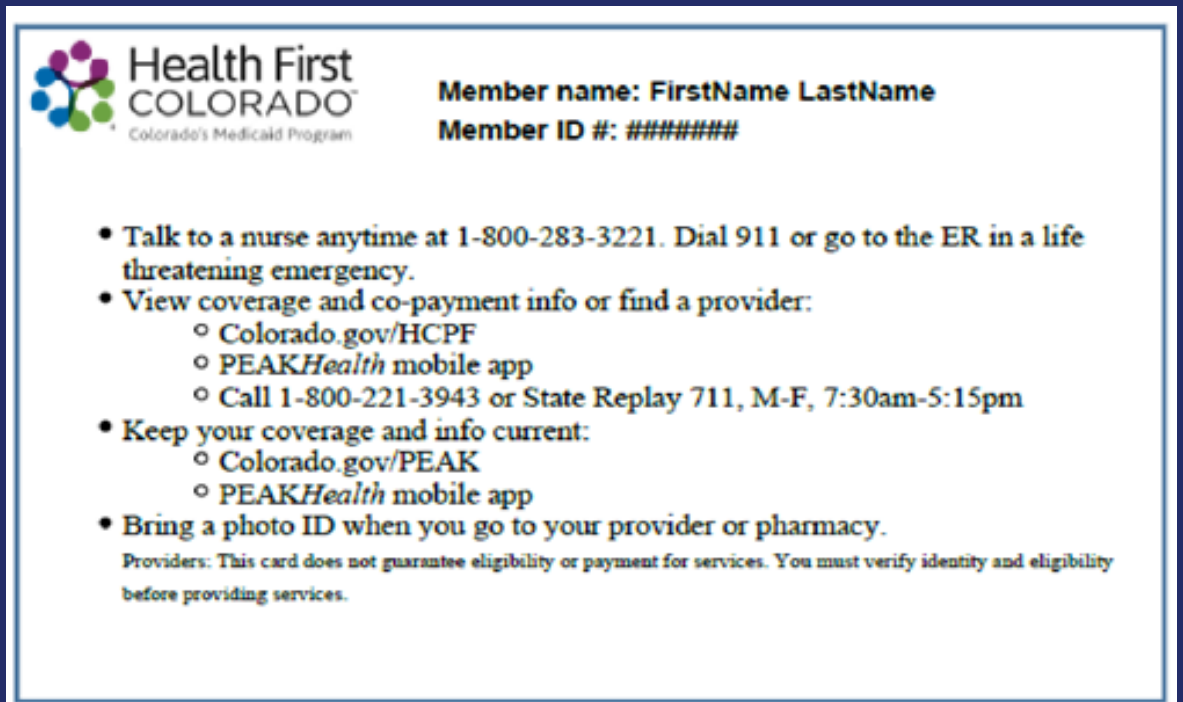 Health First
COLORADO™
Colorado's Medicaid Program
Member name: FirstName LastName
Member ID #: #######
• Talk to a nurse anytime at 1-800-283-3221. Dial 911 or go to the ER in a life
threatening emergency.
• View coverage and co-payment info or find a provider:
○ Colorado.gov/HCPF
○ PEAKHealth mobile app
○ Call 1-800-221-3943 or State Replay 711, M-F, 7:30am-5:15pm
• Keep your coverage and info current:
○ Colorado.gov/PEAK
○ PEAKHealth mobile app
• Bring a photo ID when you go to your provider or pharmacy.
Providers: This card does not guarantee eligibility or payment for services. You must verify identity and eligibility
before providing services.